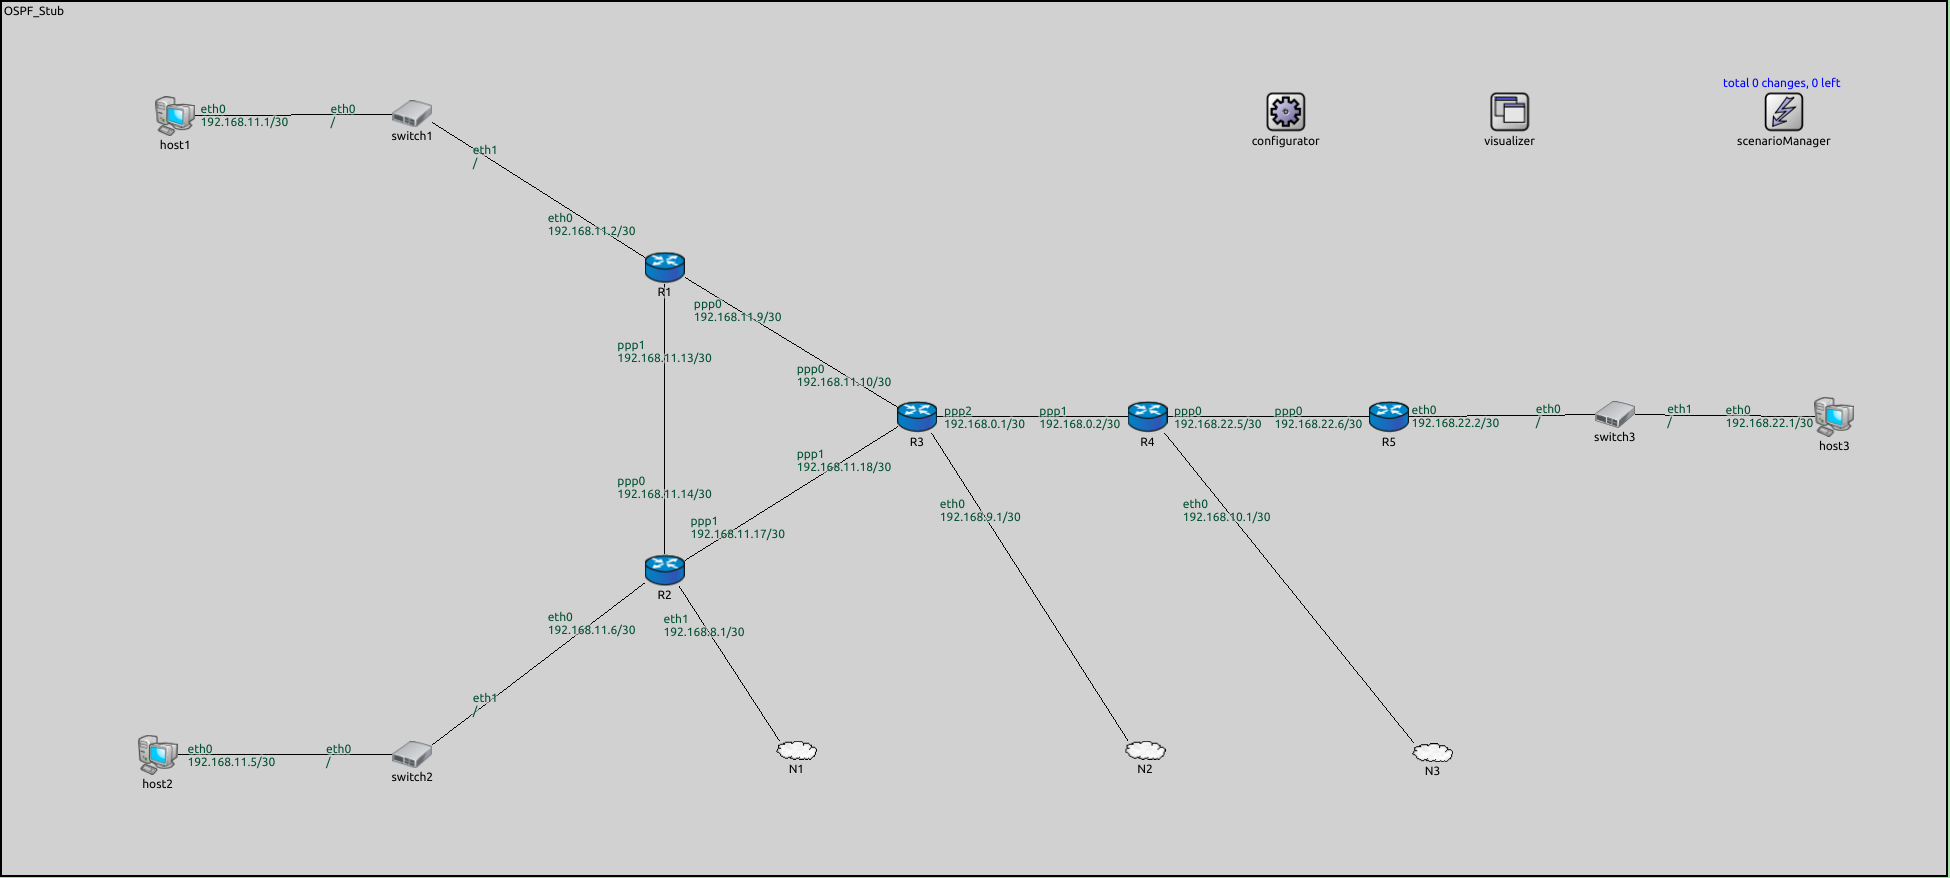 OSPF_Stub
total 0 changes, 0 left
configurator
visualizer
scenarioManager
eth0
192.168.11.1/30
eth0
/
host1
switch1
eth1
/
eth0
192.168.11.2/30
R1
ppp0
192.168.11.9/30
ppp1
192.168.11.13/30
ppp0
192.168.11.10/30
R3
ppp2
192.168.0.1/30
ppp1
192.168.0.2/30
R4
ppp0
192.168.22.5/30
ppp0
192.168.22.6/30
R5
eth0
192.168.22.2/30
eth0
/
switch3
eth1
/
eth0
192.168.22.1/30
host3
ppp1
192.168.11.18/30
ppp0
192.168.11.14/30
ppp1
192.168.11.17/30
eth0
192.168.9.1/30
eth0
192.168.10.1/30
R2
eth0
192.168.11.6/30
eth1
192.168.8.1/30
eth1
/
eth0
192.168.11.5/30
eth0
/
host2
switch2
N1
N2
N3